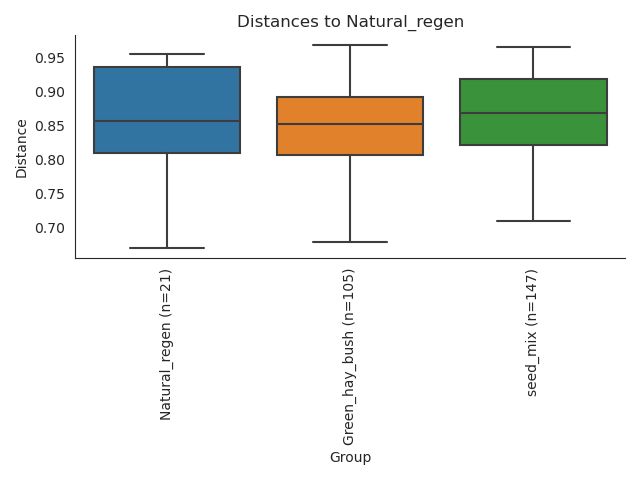 Distances to Natural_regen
Distance
0.95
0.90
0.85
0.80
0.75
0.70
Natural_regen (n=21)
Green_hay_bush (n=105)
seed_mix (n=147)
Group